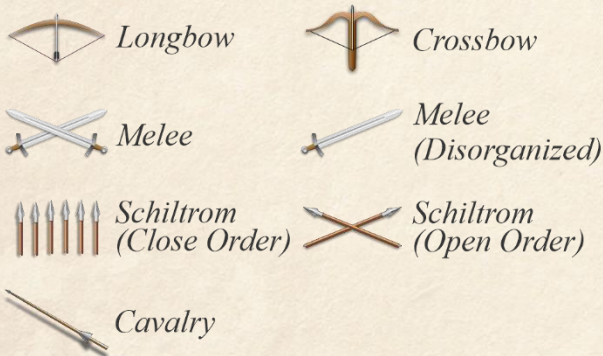 Longbow
Crossbow
Melee
Melee
(Disorganized)
Schiltrom
(Close Order)
Schiltrom
(Open Order)
Cavalry